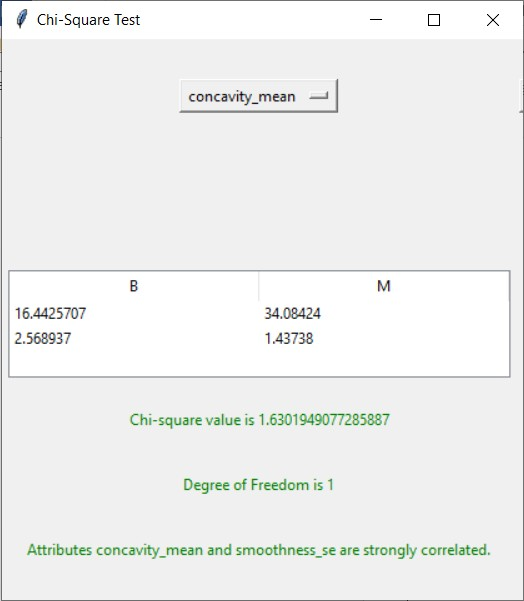 Chi-Square Test
concavity_mean
B M
16.4425707 34.08424
2.568937 1.43738
Chi-square value is 1.6301949077285887
Degree of Freedom is 1
Attributes concavity_mean and smoothness_se are strongly correlated.